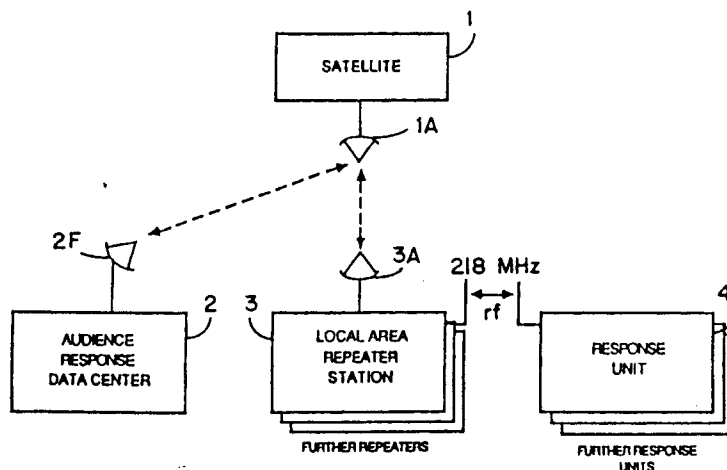 1
SATELLITE
1A
2F
3A
218 MHz
rf
2
3
4
AUDIENCE
RESPONSE
DATA CENTER
LOCAL AREA
REPEATER
STATION
RESPONSE
UNIT
FURTHER REPEATERS
FURTHER RESPONSE
UNITS